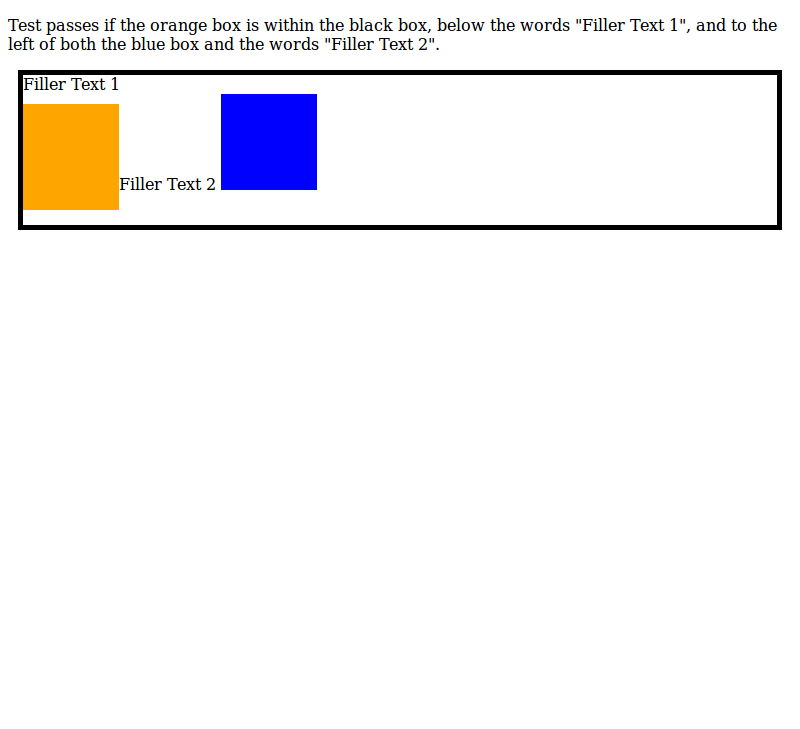 Test passes if the orange box is within the black box, below the words "Filler Text 1", and to the
left of both the blue box and the words "Filler Text 2".
Filler Text 1
Filler Text 2